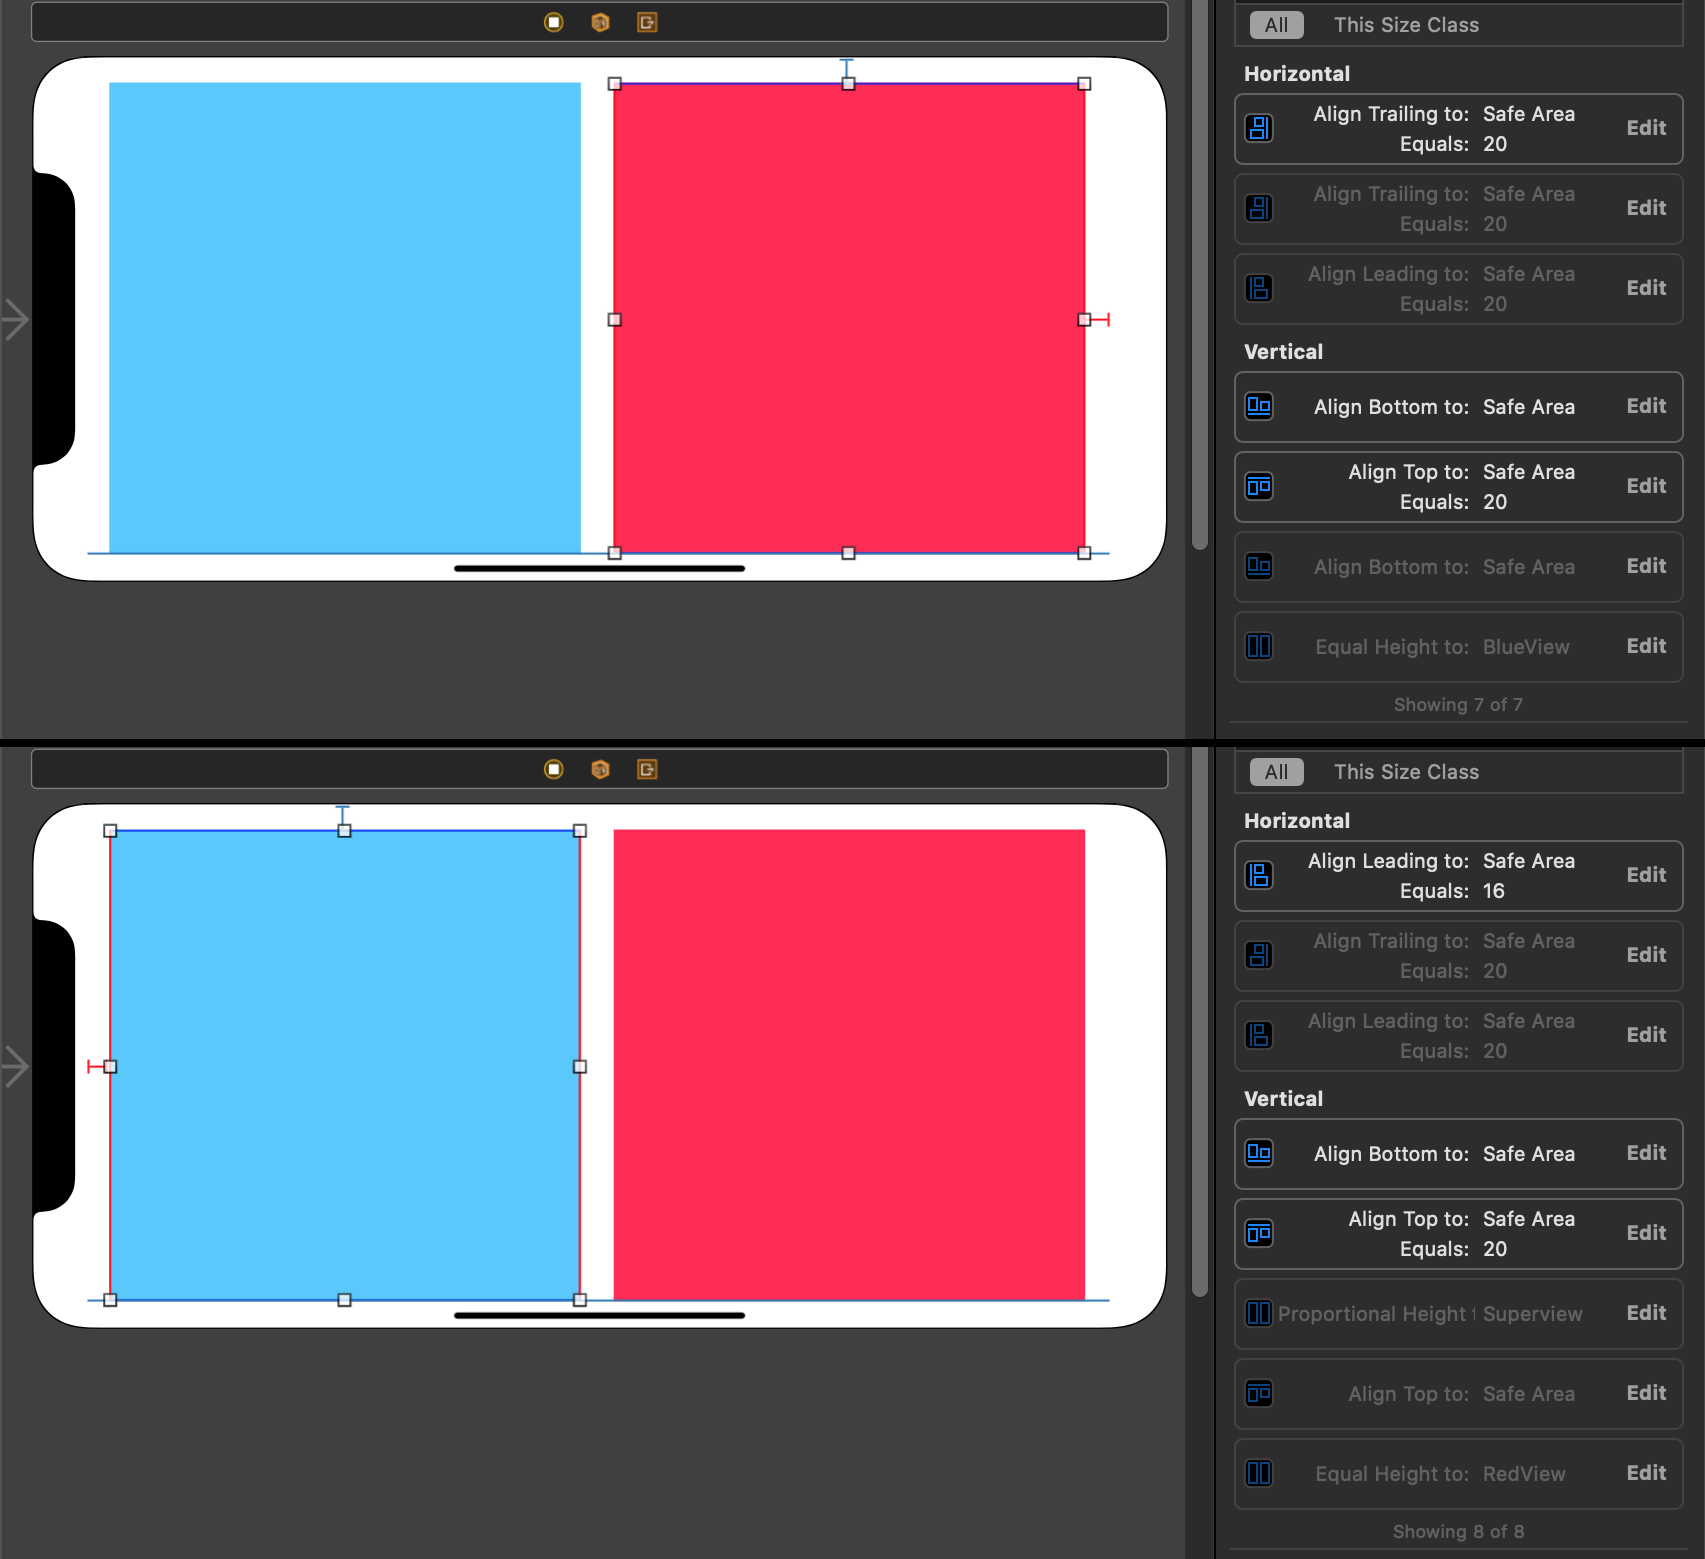 All This Size Class
Horizontal
Align Trailing to: Safe Area Edit
Equals: 20
Align Trailing to: Safe Area Edit
Equals: 20
Align Leading to: Safe Area Edit
Equals: 20
Vertical
Align Bottom to: Safe Area Edit
Align Top to: Safe Area Edit
Equals: 20
Align Bottom to: Safe Area Edit
Equal Height to: BlueView Edit
Showing 7 of 7
All This Size Class
Horizontal
Align Leading to: Safe Area Edit
Equals: 16
Align Trailing to: Safe Area Edit
Equals: 20
Align Leading to: Safe Area Edit
Equals: 20
Vertical
Align Bottom to: Safe Area Edit
Align Top to: Safe Area Edit
Equals: 20
Proportional Height Superview Edit
Align Top to: Safe Area Edit
Equal Height to: RedView Edit
Showing 8 of 8